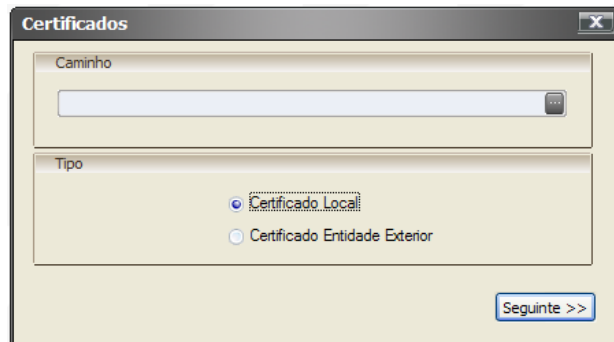 Certificados
Caminho
...
Tipo
Certificado Local
Certificado Entidade Exterior
Seguinte >>